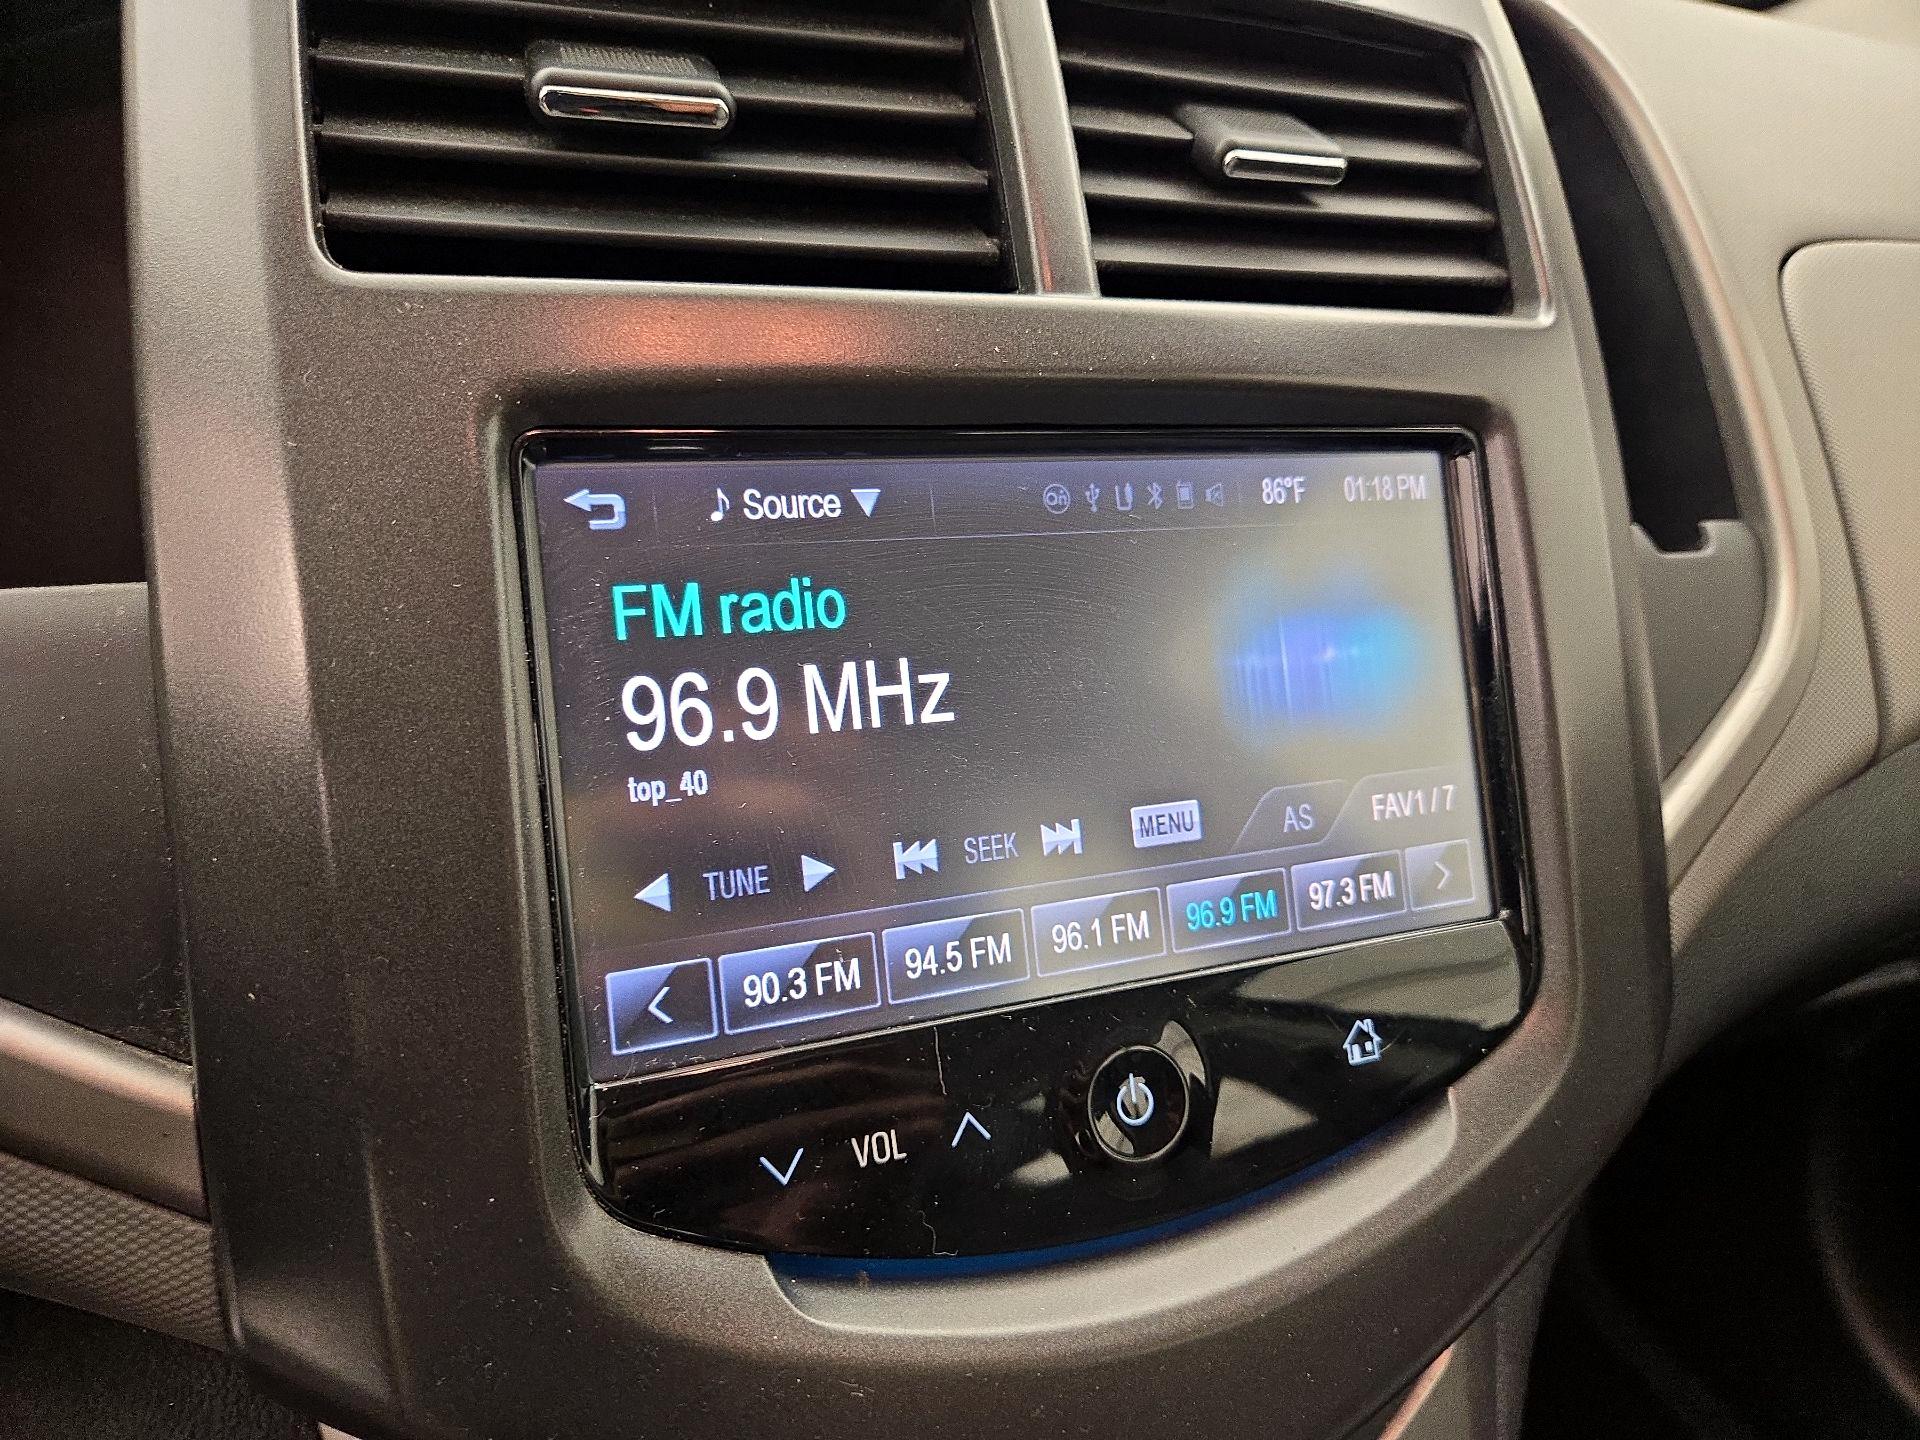 Source 86°F 01:18 PM
FM radio
96.9 MHz
top_40
TUNE SEEK MENU AS FAV1 / 7
90.3 FM 94.5 FM 96.1 FM 96.9 FM 97.3 FM
VOL